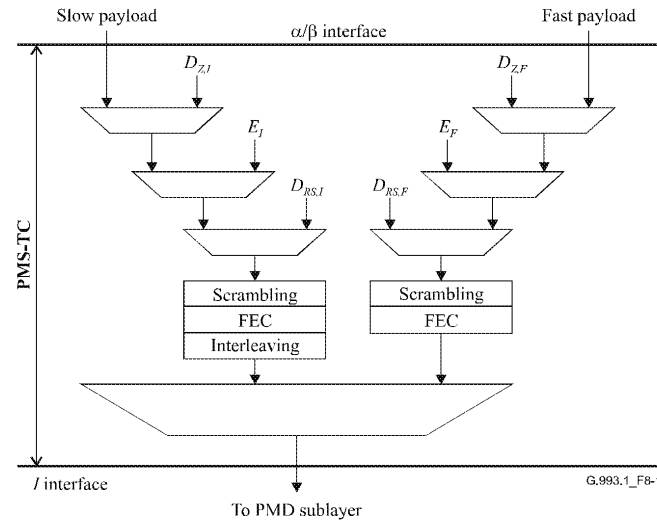 Slow payload
Fast payload
α/β interface
D_{Z,I}
D_{Z,F}
E_I
E_F
D_{RS,I}
D_{RS,F}
PMS-TC
Scrambling
Scrambling
FEC
FEC
Interleaving
I interface
G.993.1_F8-
To PMD sublayer